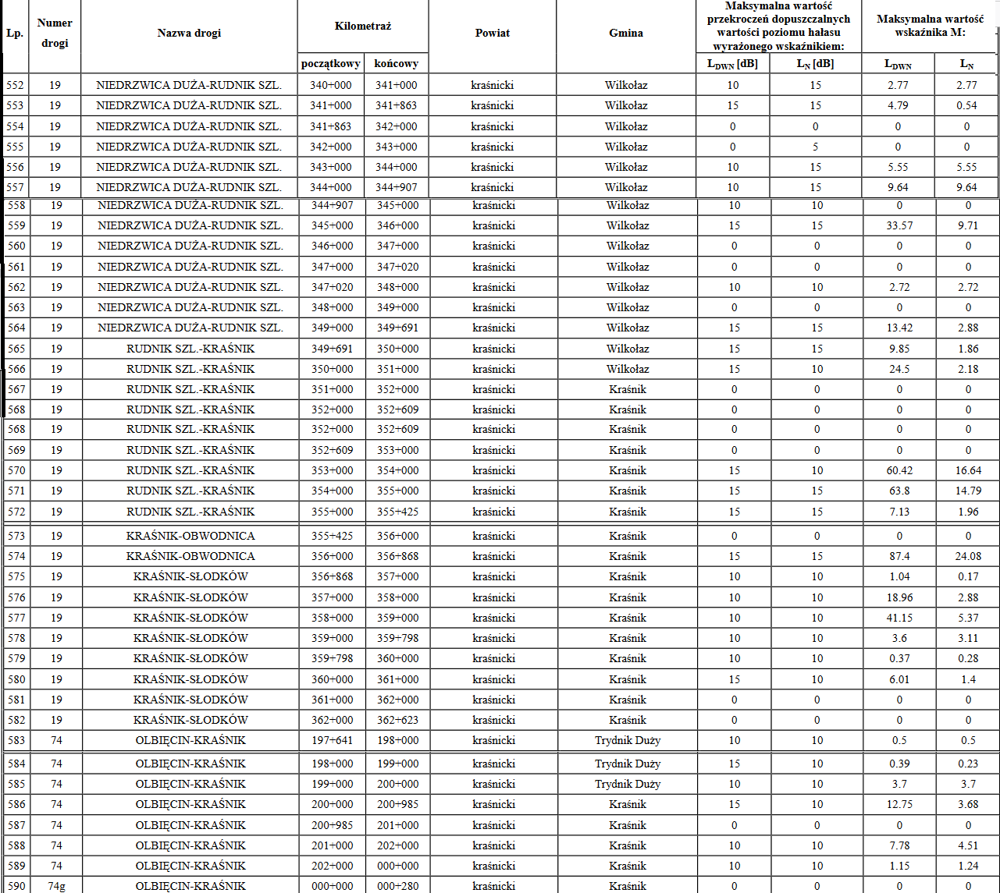 Lp. Numer drogi Nazwa drogi Kilometraż Powiat Gmina Maksymalna wartość przekroczeń dopuszczalnych wartości poziomu hałasu wyrażonego wskaźnikiem: Maksymalna wartość wskaźnika M:
początkowy końcowy LDWN [dB] LN [dB] LDWN LN
552 19 NIEDRZWICA DUŻA-RUDNIK SZL. 340+000 341+000 kraśnicki Wilkołaz 10 15 2.77 2.77
553 19 NIEDRZWICA DUŻA-RUDNIK SZL. 341+000 341+863 kraśnicki Wilkołaz 15 15 4.79 0.54
554 19 NIEDRZWICA DUŻA-RUDNIK SZL. 341+863 342+000 kraśnicki Wilkołaz 0 0 0 0
555 19 NIEDRZWICA DUŻA-RUDNIK SZL. 342+000 343+000 kraśnicki Wilkołaz 0 5 0 0
556 19 NIEDRZWICA DUŻA-RUDNIK SZL. 343+000 344+000 kraśnicki Wilkołaz 10 15 5.55 5.55
557 19 NIEDRZWICA DUŻA-RUDNIK SZL. 344+000 344+907 kraśnicki Wilkołaz 10 15 9.64 9.64
558 19 NIEDRZWICA DUŻA-RUDNIK SZL. 344+907 345+000 kraśnicki Wilkołaz 10 10 0 0
559 19 NIEDRZWICA DUŻA-RUDNIK SZL. 345+000 346+000 kraśnicki Wilkołaz 15 15 33.57 9.71
560 19 NIEDRZWICA DUŻA-RUDNIK SZL. 346+000 347+000 kraśnicki Wilkołaz 0 0 0 0
561 19 NIEDRZWICA DUŻA-RUDNIK SZL. 347+000 347+020 kraśnicki Wilkołaz 0 0 0 0
562 19 NIEDRZWICA DUŻA-RUDNIK SZL. 347+020 348+000 kraśnicki Wilkołaz 10 10 2.72 2.72
563 19 NIEDRZWICA DUŻA-RUDNIK SZL. 348+000 349+000 kraśnicki Wilkołaz 0 0 0 0
564 19 NIEDRZWICA DUŻA-RUDNIK SZL. 349+000 349+691 kraśnicki Wilkołaz 15 15 13.42 2.88
565 19 RUDNIK SZL.-KRAŚNIK 349+691 350+000 kraśnicki Wilkołaz 15 15 9.85 1.86
566 19 RUDNIK SZL.-KRAŚNIK 350+000 351+000 kraśnicki Wilkołaz 15 10 24.5 2.18
567 19 RUDNIK SZL.-KRAŚNIK 351+000 352+000 kraśnicki Kraśnik 0 0 0 0
568 19 RUDNIK SZL.-KRAŚNIK 352+000 352+609 kraśnicki Kraśnik 0 0 0 0
568 19 RUDNIK SZL.-KRAŚNIK 352+000 352+609 kraśnicki Kraśnik 0 0 0 0
569 19 RUDNIK SZL.-KRAŚNIK 352+609 353+000 kraśnicki Kraśnik 0 0 0 0
570 19 RUDNIK SZL.-KRAŚNIK 353+000 354+000 kraśnicki Kraśnik 15 10 60.42 16.64
571 19 RUDNIK SZL.-KRAŚNIK 354+000 355+000 kraśnicki Kraśnik 15 15 63.8 14.79
572 19 RUDNIK SZL.-KRAŚNIK 355+000 355+425 kraśnicki Kraśnik 15 15 7.13 1.96
573 19 KRAŚNIK-OBWODNICA 355+425 356+000 kraśnicki Kraśnik 0 0 0 0
574 19 KRAŚNIK-OBWODNICA 356+000 356+868 kraśnicki Kraśnik 15 15 87.4 24.08
575 19 KRAŚNIK-SŁODKÓW 356+868 357+000 kraśnicki Kraśnik 10 10 1.04 0.17
576 19 KRAŚNIK-SŁODKÓW 357+000 358+000 kraśnicki Kraśnik 10 10 18.96 2.88
577 19 KRAŚNIK-SŁODKÓW 358+000 359+000 kraśnicki Kraśnik 10 10 41.15 5.37
578 19 KRAŚNIK-SŁODKÓW 359+000 359+798 kraśnicki Kraśnik 10 10 3.6 3.11
579 19 KRAŚNIK-SŁODKÓW 359+798 360+000 kraśnicki Kraśnik 10 10 0.37 0.28
580 19 KRAŚNIK-SŁODKÓW 360+000 361+000 kraśnicki Kraśnik 15 10 6.01 1.4
581 19 KRAŚNIK-SŁODKÓW 361+000 362+000 kraśnicki Kraśnik 0 0 0 0
582 19 KRAŚNIK-SŁODKÓW 362+000 362+623 kraśnicki Kraśnik 0 0 0 0
583 74 OLBIĘCIN-KRAŚNIK 197+641 198+000 kraśnicki Trydnik Duży 10 10 0.5 0.5
584 74 OLBIĘCIN-KRAŚNIK 198+000 199+000 kraśnicki Trydnik Duży 15 10 0.39 0.23
585 74 OLBIĘCIN-KRAŚNIK 199+000 200+000 kraśnicki Trydnik Duży 10 10 3.7 3.7
586 74 OLBIĘCIN-KRAŚNIK 200+000 200+985 kraśnicki Kraśnik 15 10 12.75 3.68
587 74 OLBIĘCIN-KRAŚNIK 200+985 201+000 kraśnicki Kraśnik 0 0 0 0
588 74 OLBIĘCIN-KRAŚNIK 201+000 202+000 kraśnicki Kraśnik 10 10 7.78 4.51
589 74 OLBIĘCIN-KRAŚNIK 202+000 000+000 kraśnicki Kraśnik 10 10 1.15 1.24
590 74g OLBIĘCIN-KRAŚNIK 000+000 000+280 kraśnicki Kraśnik 0 0 0 0